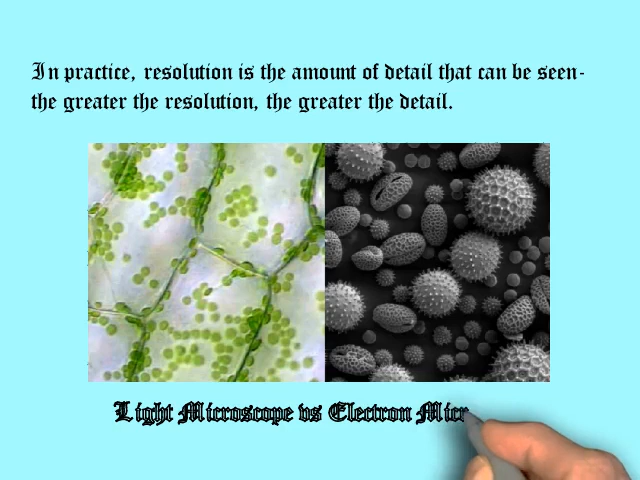 In practice, resolution is the amount of detail that can be seen-
the greater the resolution, the greater the detail.
Light Microscope vs Electron Micr